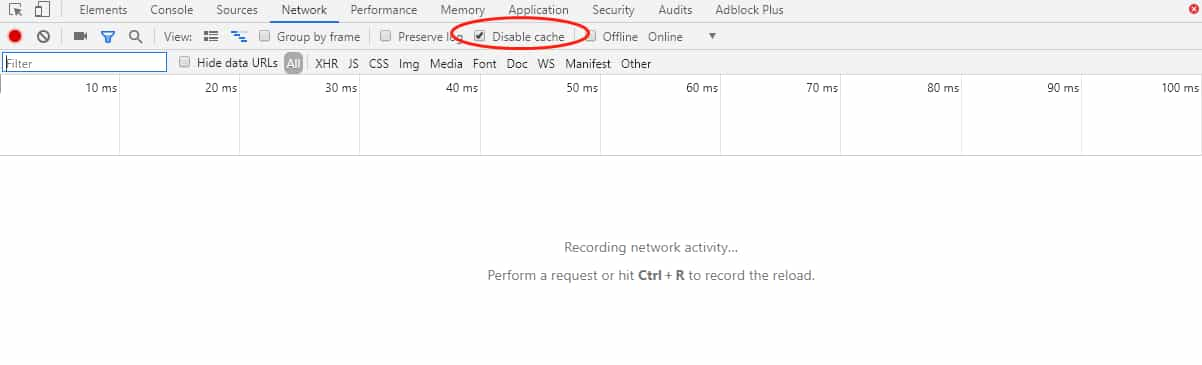 Elements Console Sources Network Performance Memory Application Security Audits Adblock Plus
View: Group by frame Preserve log Disable cache Offline Online
Filter Hide data URLs All XHR JS CSS Img Media Font Doc WS Manifest Other
10 ms 20 ms 30 ms 40 ms 50 ms 60 ms 70 ms 80 ms 90 ms 100 ms
Recording network activity...
Perform a request or hit Ctrl + R to record the reload.